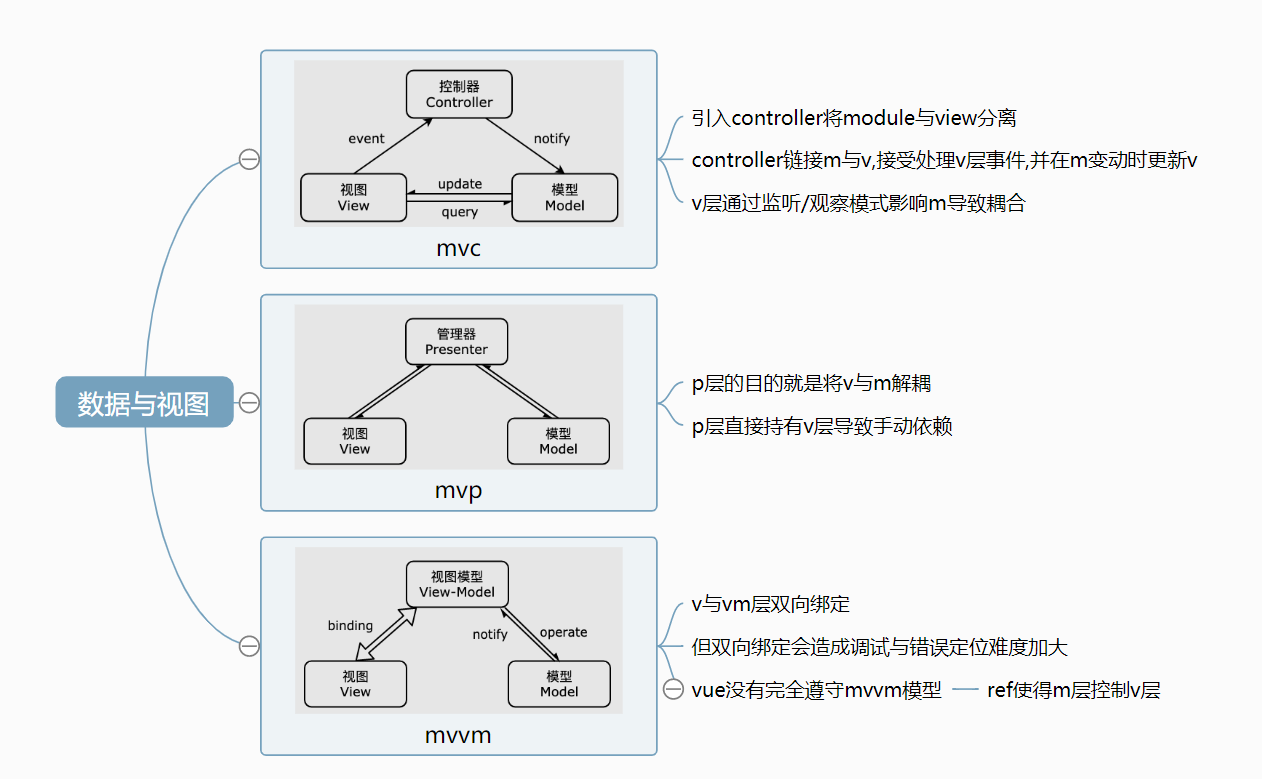 数据与视图
控制器
Controller
event
notify
视图
View
update
query
模型
Model
mvc
引入controller将module与view分离
controller链接m与v,接受处理v层事件,并在m变动时更新v
v层通过监听/观察模式影响m导致耦合
管理器
Presenter
视图
View
模型
Model
mvp
p层的目的就是将v与m解耦
p层直接持有v层导致手动依赖
视图模型
View-Model
binding
notify
operate
视图
View
模型
Model
mvvm
v与vm层双向绑定
但双向绑定会造成调试与错误定位难度加大
vue没有完全遵守mvvm模型
ref使得m层控制v层